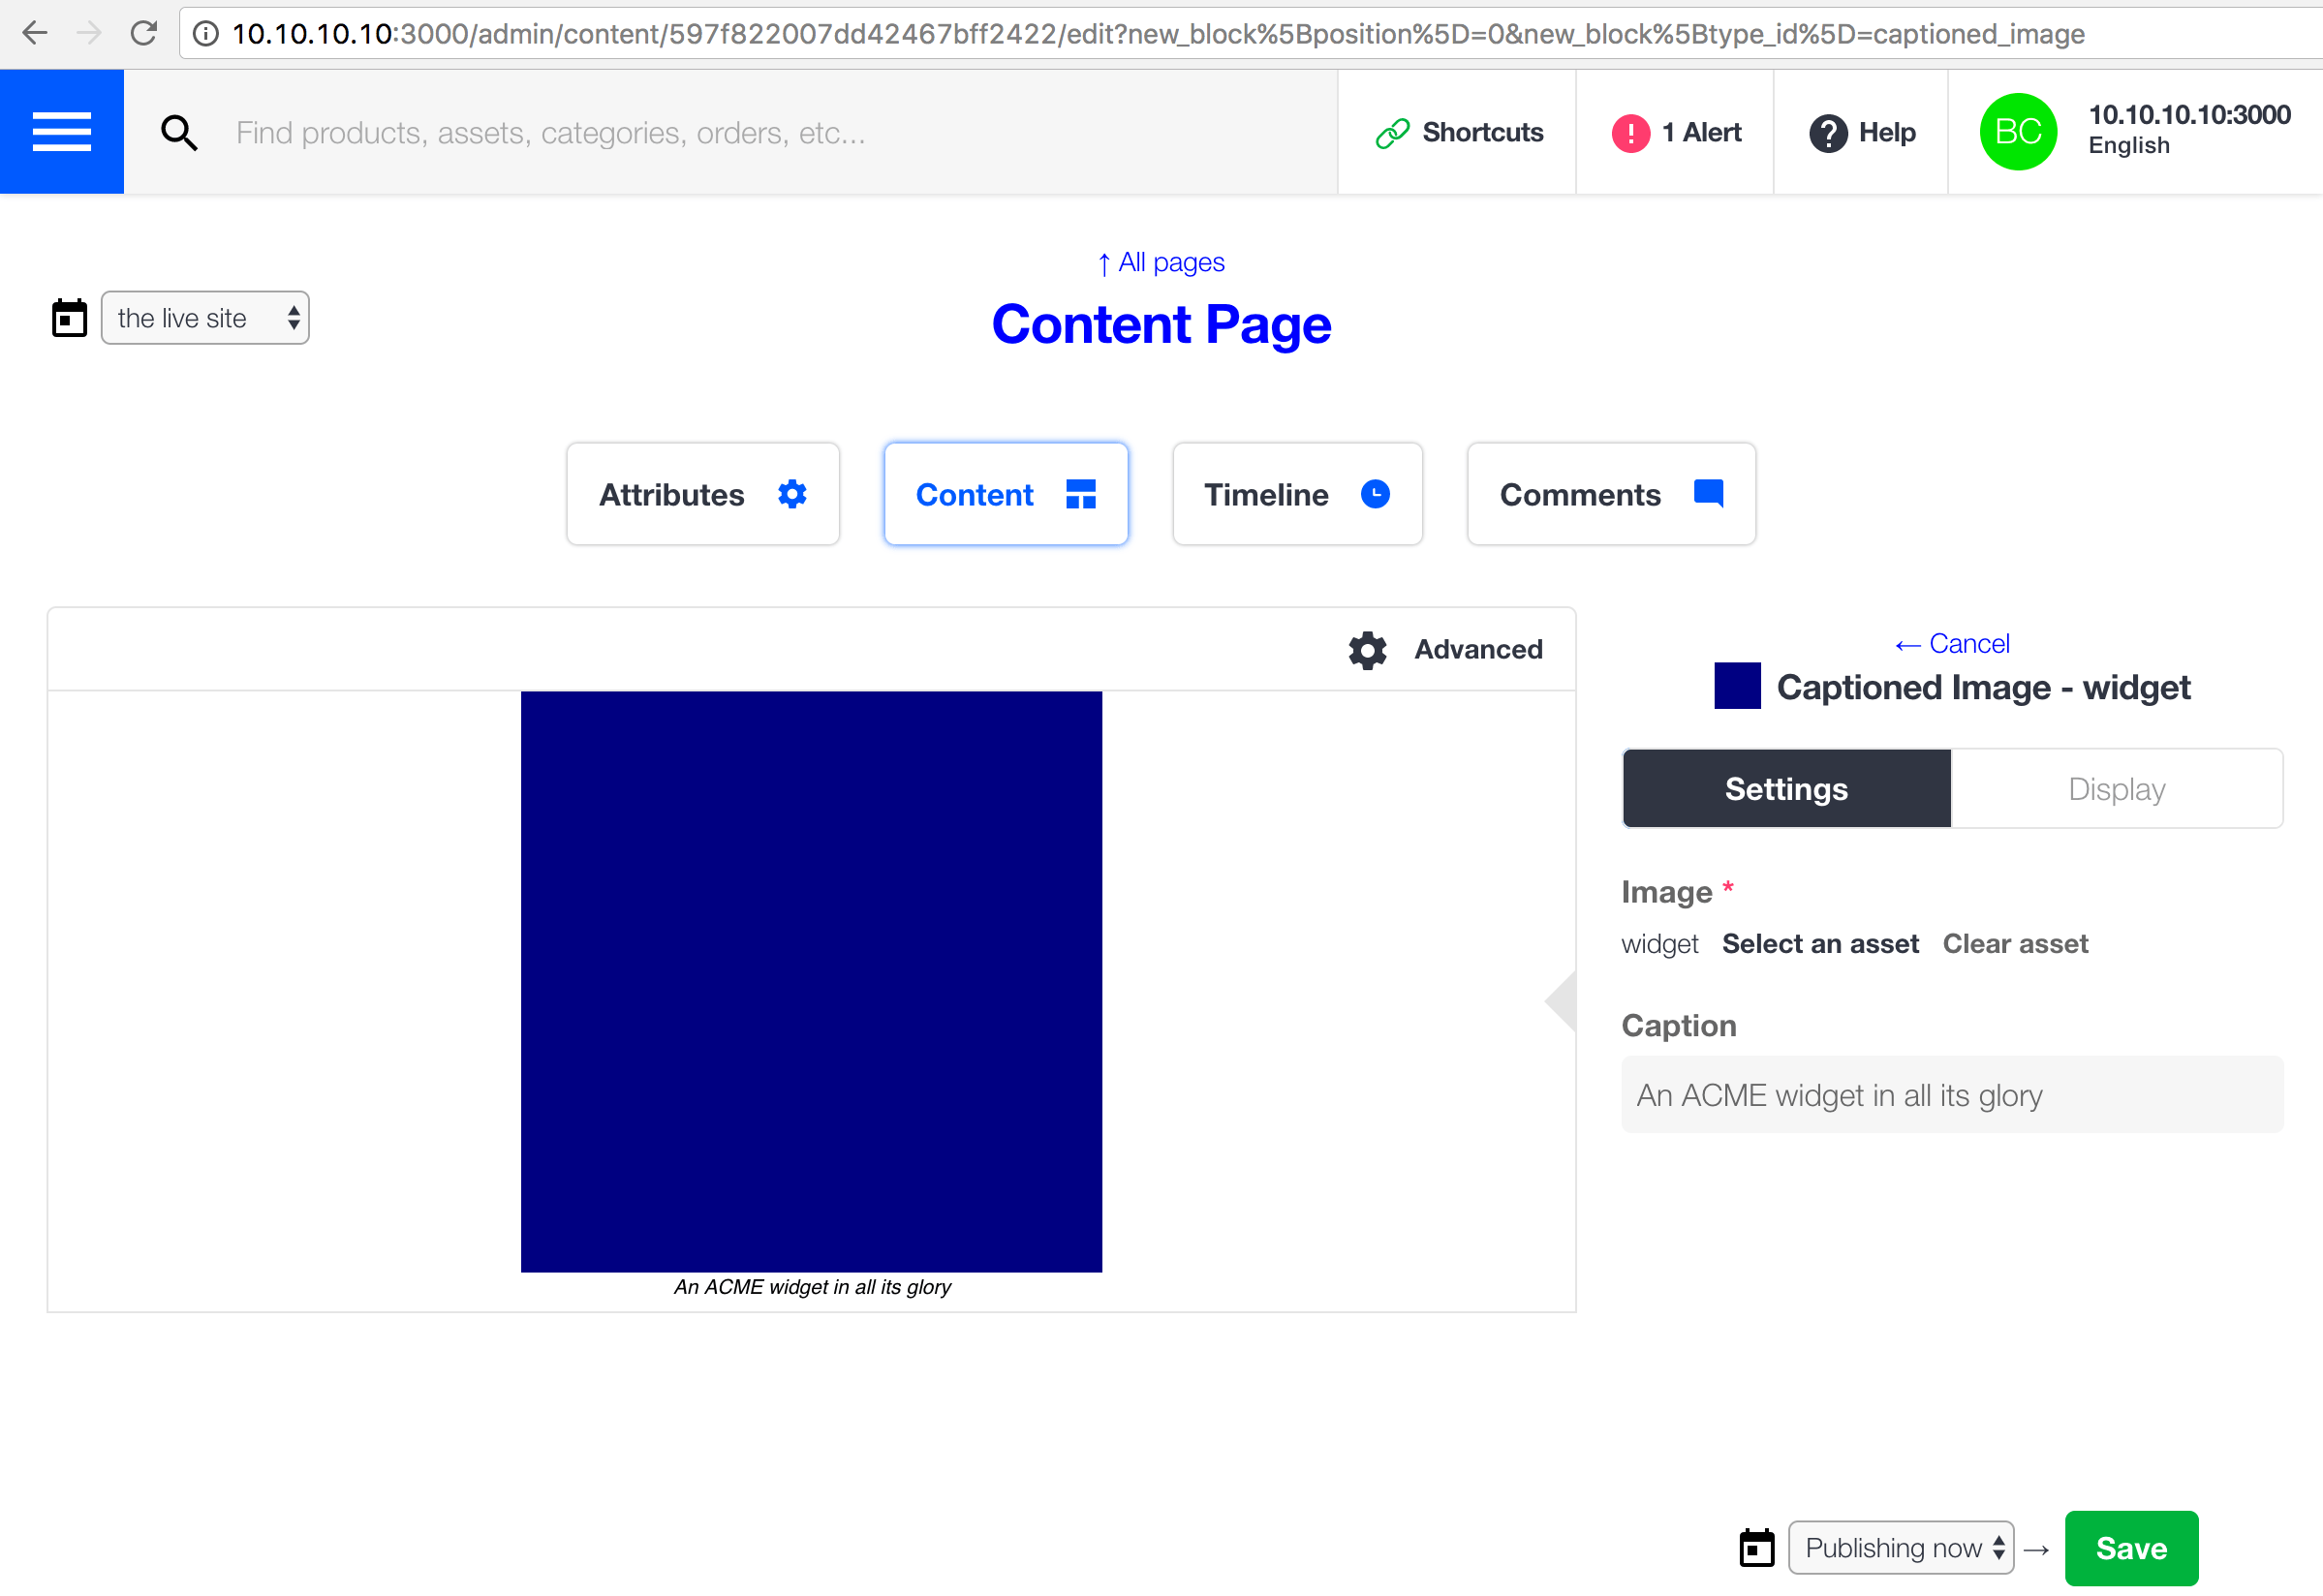 10.10.10.10:3000/admin/content/597f822007dd42467bff2422/edit?new_block%5Bposition%5D=0&new_block%5Btype_id%5D=captioned_image
Find products, assets, categories, orders, etc...
Shortcuts
1 Alert
Help
BC
10.10.10.10:3000
English
↑ All pages
the live site
Content Page
Attributes
Content
Timeline
Comments
Advanced
← Cancel
Captioned Image - widget
Settings
Display
Image *
widget Select an asset Clear asset
Caption
An ACME widget in all its glory
An ACME widget in all its glory
Publishing now → Save